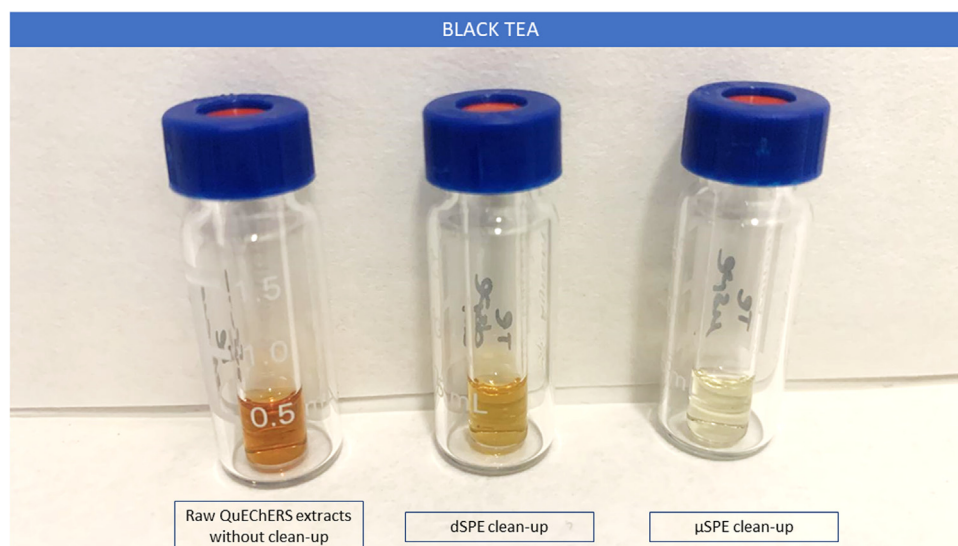 BLACK TEA
1.5
1.0
0.5 m
mL
m
Raw QuEChERS extracts
without clean-up
dSPE clean-up
µSPE clean-up